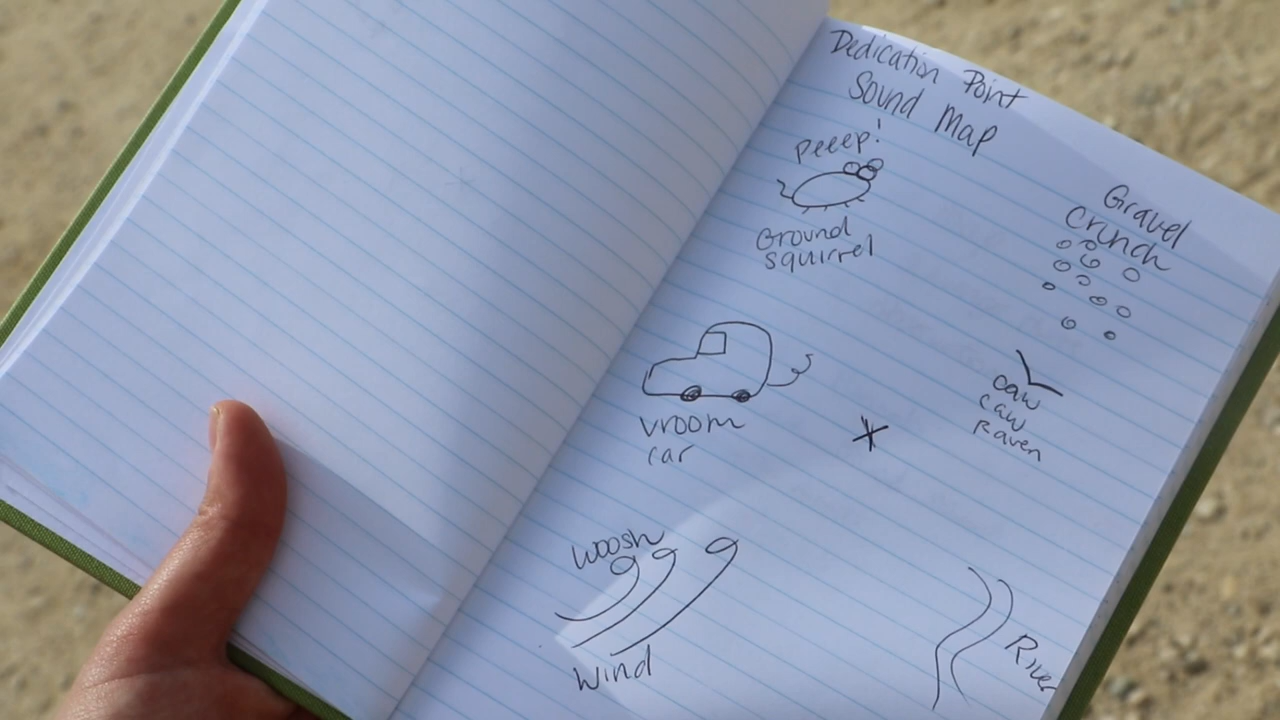 Dedication Point
Sound Map
Peeep!
Ground
squirrel
Gravel
Crunch
vroom
car
caw
caw
Raven
woosh
Wind
River